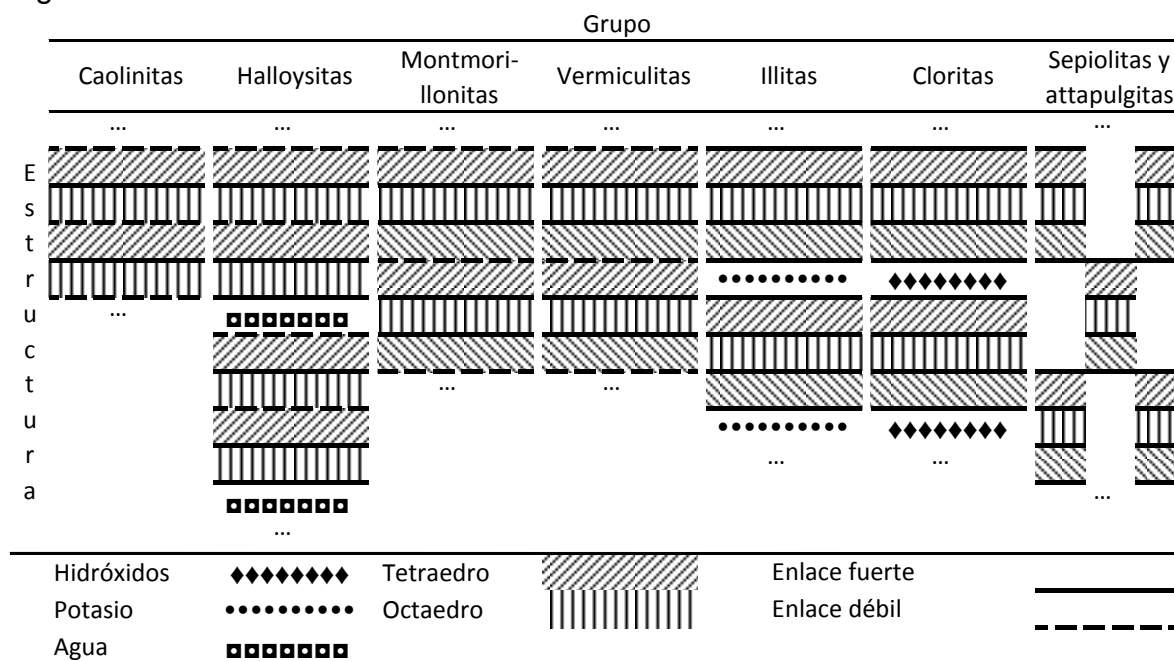 Grupo
Caolinitas Halloysitas Montmori-llonitas Vermiculitas Illitas Cloritas Sepiolitas y attapulgitas
... ... ... ... ... ... ...
E
s
t
r
u
c
t
u
r
a
...
... ...
... ...
...
...
Hidróxidos Tetraedro Enlace fuerte
Potasio Octaedro Enlace débil
Agua